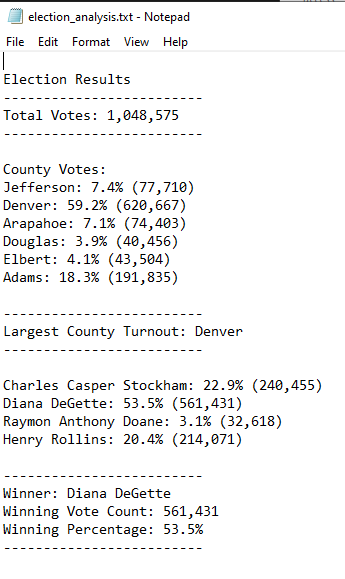 election_analysis.txt - Notepad
File Edit Format View Help
Election Results
-------------------------
Total Votes: 1,048,575
-------------------------
County Votes:
Jefferson: 7.4% (77,710)
Denver: 59.2% (620,667)
Arapahoe: 7.1% (74,403)
Douglas: 3.9% (40,456)
Elbert: 4.1% (43,504)
Adams: 18.3% (191,835)
-------------------------
Largest County Turnout: Denver
-------------------------
Charles Casper Stockham: 22.9% (240,455)
Diana DeGette: 53.5% (561,431)
Raymon Anthony Doane: 3.1% (32,618)
Henry Rollins: 20.4% (214,071)
-------------------------
Winner: Diana DeGette
Winning Vote Count: 561,431
Winning Percentage: 53.5%
-------------------------